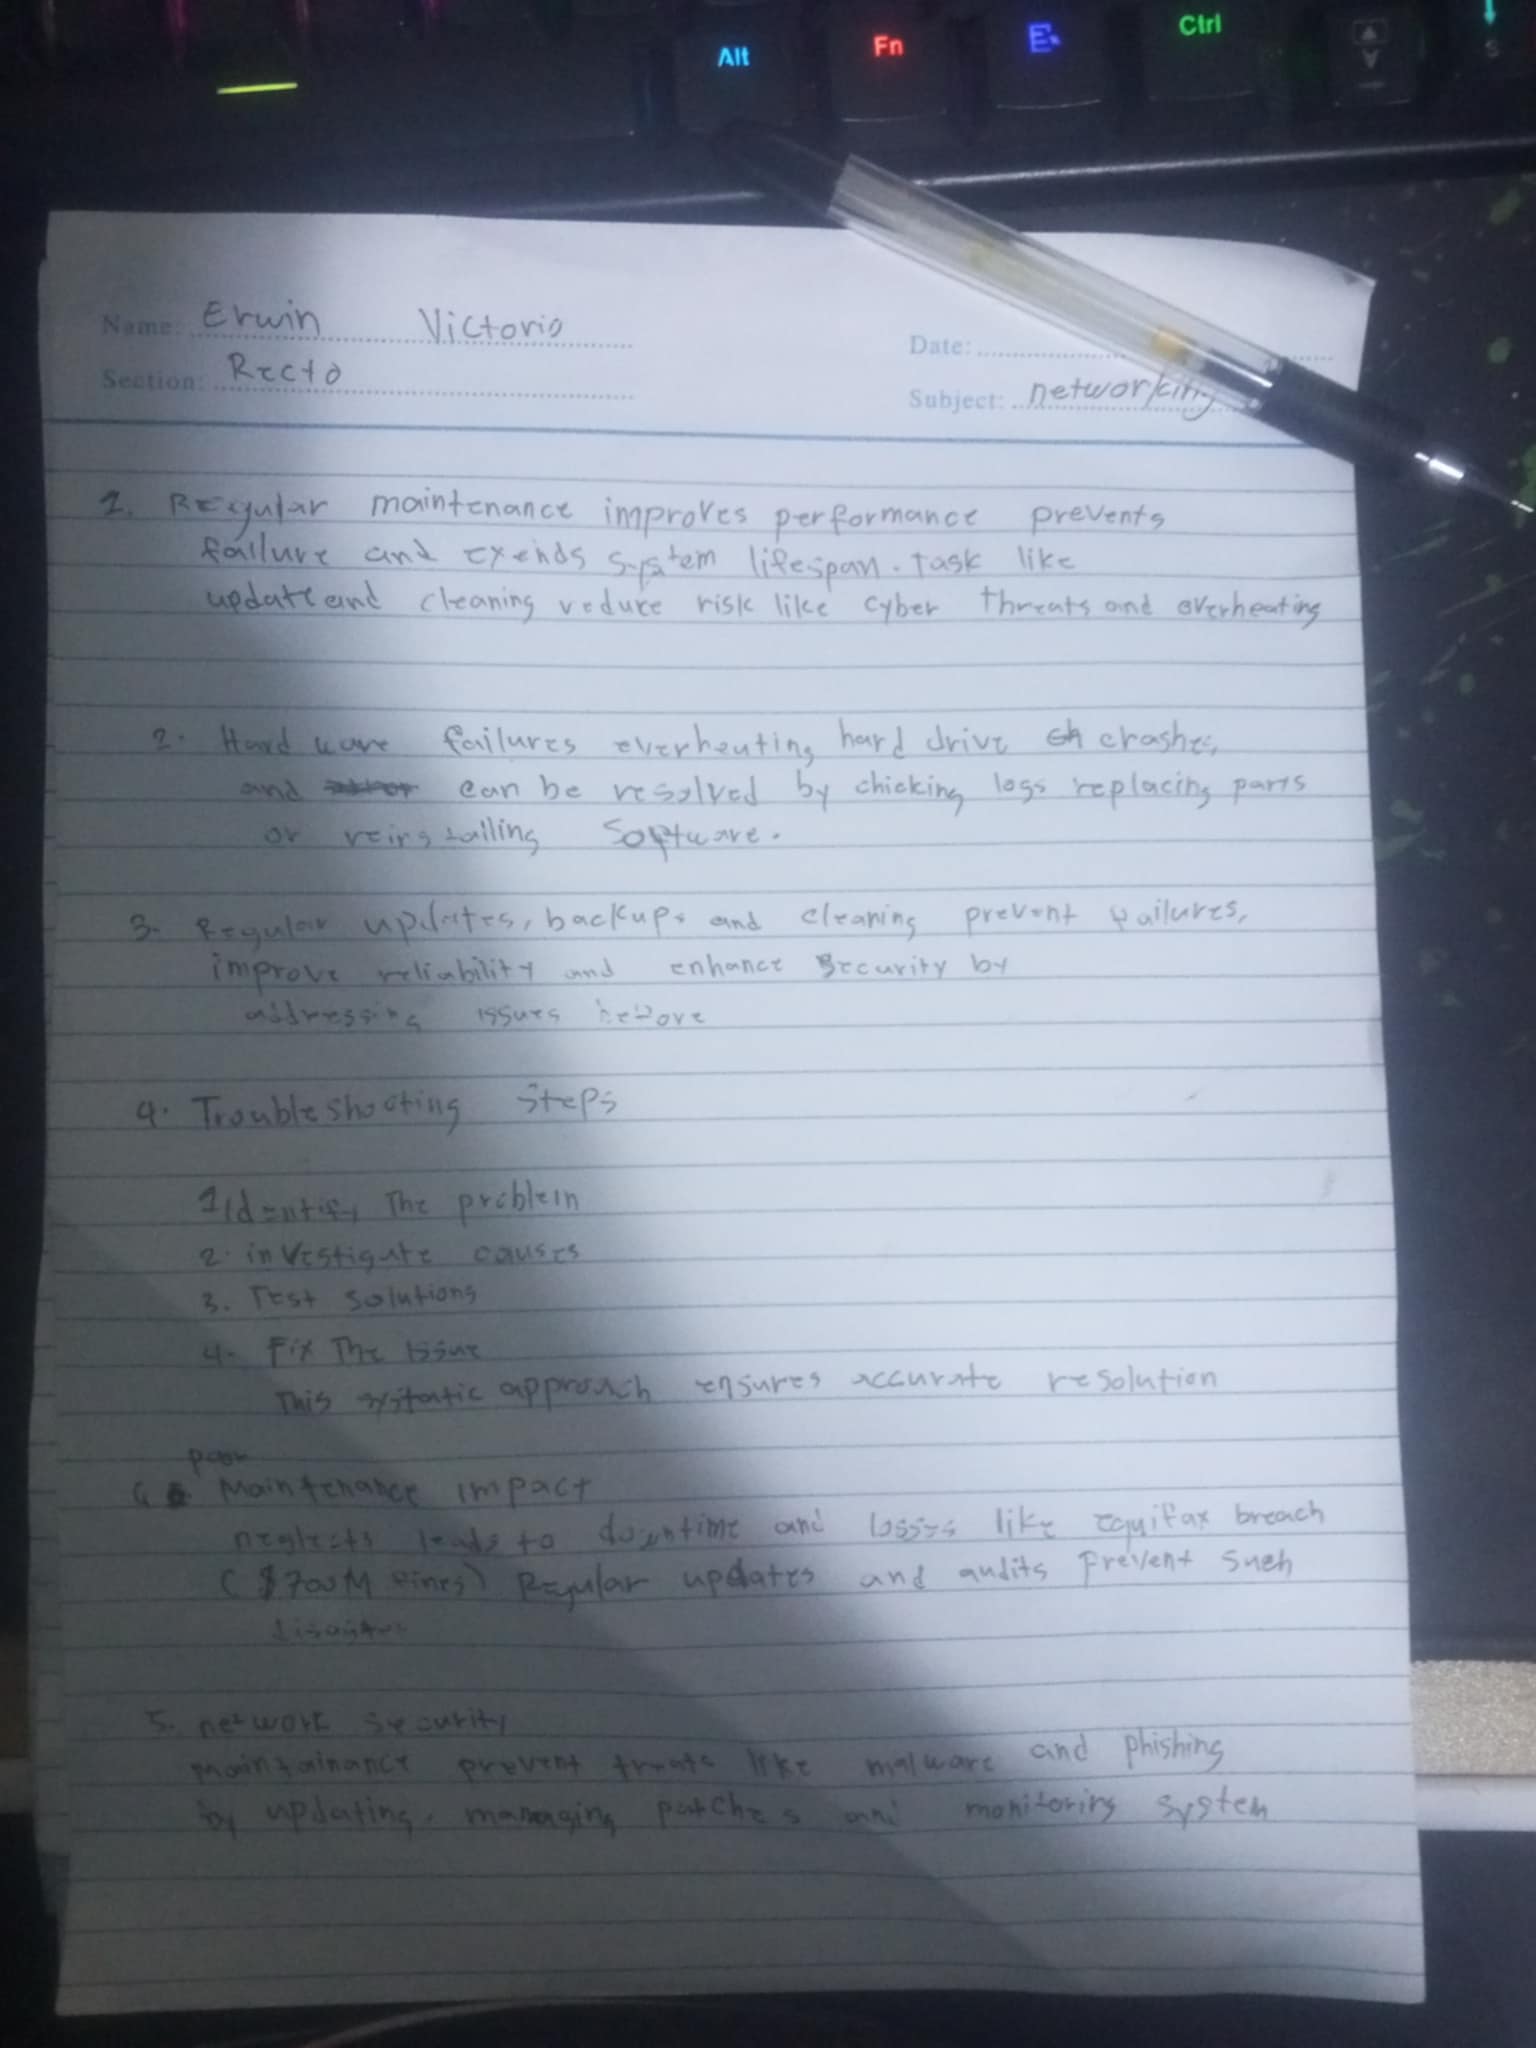 Alt Fn Ctrl
S
Name: Erwin Victorio
Section: Recto
Date:
Subject: networking
1. Regular maintenance improves performance prevents
failure and exends system lifespan. Task like
update and cleaning reduce risk like cyber threats and overheating
2. Hardware failures overheating hard drive crashes,
and can be resolved by chicking logs replacing parts
or reinstalling Software.
3. Regular updates, backups and cleaning prevent failures,
improve reliability and enhance Security by
addressing issues before
4. Troubleshooting Steps
1 Identify The problem
2. investigate causes
3. Test solutions
4. Fix The issue
This approach ensures accurate resolution
poor
Maintenance impact
neglects leads to downtime and losses like equifax breach
($700M fines) Regular updates and audits prevent such
5. network security
maintainance prevent treats like malware and phishing
by updating, managing patches and monitoring system